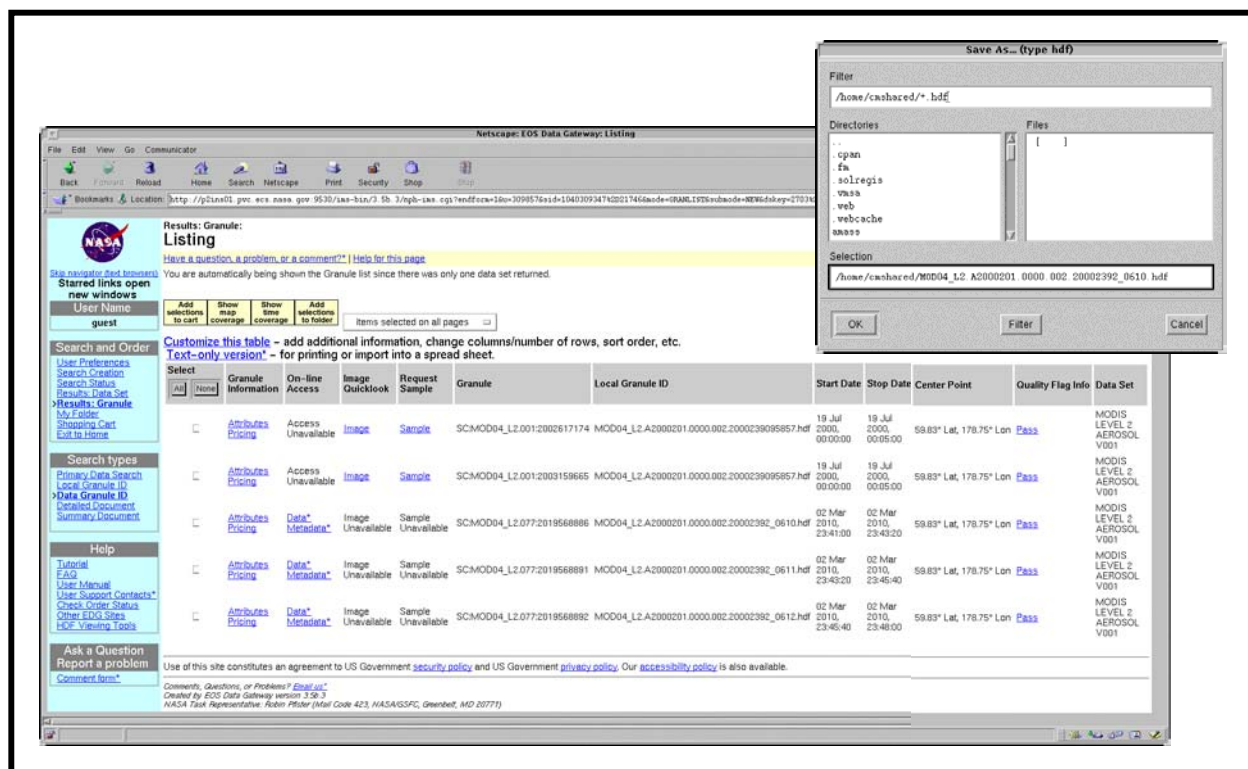 Save As... (type hdf)
Filter
/home/cmshared/*.hdf
Directories
Files
..
[ ]
.cpan
.fm
.solregis
.vmsa
.web
.webcache
amass
Selection
/home/cmshared/MOD04_L2.A2000201.0000.002.20002392_0610.hdf
OK
Filter
Cancel
Netscape: EOS Data Gateway: Listing
File Edit View Go Communicator
Back Forward Reload Home Search Netscape Print Security Shop Stop
Bookmarks Location:
NASA
Skip navigator (text browsers)
Starred links open
new windows
User Name
guest
Search and Order
User Preferences
Search Creation
Search Status
Results: Data Set
>Results: Granule
My Folder
Shopping Cart
Exit to Home
Search types
Primary Data Search
Local Granule ID
>Data Granule ID
Detailed Document
Summary Document
Help
Tutorial
FAQ
User Manual
User Support Contacts*
Check Order Status
Other EDG Sites
HDF Viewing Tools
Ask a Question
Report a problem
Comment form*
Results: Granule:
Listing
Have a question, a problem, or a comment?* | Help for this page
You are automatically being shown the Granule list since there was only one data set returned.
Add selections to cart
Show map coverage
Show time coverage
Add selections to folder
Items selected on all pages
Customize this table - add additional information, change columns/number of rows, sort order, etc.
Text-only version* - for printing or import into a spread sheet.
Select All None Granule Information On-line Access Image Quicklook Request Sample Granule Local Granule ID Start Date Stop Date Center Point Quality Flag Info Data Set
Attributes Pricing Access Unavailable Image Sample SC:MOD04_L2.001:2002617174 MOD04_L2.A2000201.0000.002.2000239095857.hdf 19 Jul 2000, 00:00:00 19 Jul 2000, 00:05:00 59.83° Lat, 178.75° Lon Pass MODIS LEVEL 2 AEROSOL V001
Attributes Pricing Access Unavailable Image Sample SC:MOD04_L2.001:2003159665 MOD04_L2.A2000201.0000.002.2000239095857.hdf 19 Jul 2000, 00:00:00 19 Jul 2000, 00:05:00 59.83° Lat, 178.75° Lon Pass MODIS LEVEL 2 AEROSOL V001
Attributes Pricing Data* Metadata* Image Unavailable Sample Unavailable SC:MOD04_L2.077:2019568886 MOD04_L2.A2000201.0000.002.20002392_0610.hdf 02 Mar 2010, 23:41:00 02 Mar 2010, 23:43:20 59.83° Lat, 178.75° Lon Pass MODIS LEVEL 2 AEROSOL V001
Attributes Pricing Data* Metadata* Image Unavailable Sample Unavailable SC:MOD04_L2.077:2019568891 MOD04_L2.A2000201.0000.002.20002392_0611.hdf 02 Mar 2010, 23:43:20 02 Mar 2010, 23:45:40 59.83° Lat, 178.75° Lon Pass MODIS LEVEL 2 AEROSOL V001
Attributes Pricing Data* Metadata* Image Unavailable Sample Unavailable SC:MOD04_L2.077:2019568892 MOD04_L2.A2000201.0000.002.20002392_0612.hdf 02 Mar 2010, 23:45:40 02 Mar 2010, 23:48:00 59.83° Lat, 178.75° Lon Pass MODIS LEVEL 2 AEROSOL V001
Use of this site constitutes an agreement to US Government security policy and US Government privacy policy. Our accessibility policy is also available.
Comments, Questions, or Problems? Email us*
Created by EOS Data Gateway version 3.5b.3
NASA Task Representative: Robin Pfister (Mail Code 423, NASA/GSFC, Greenbelt, MD 20771)